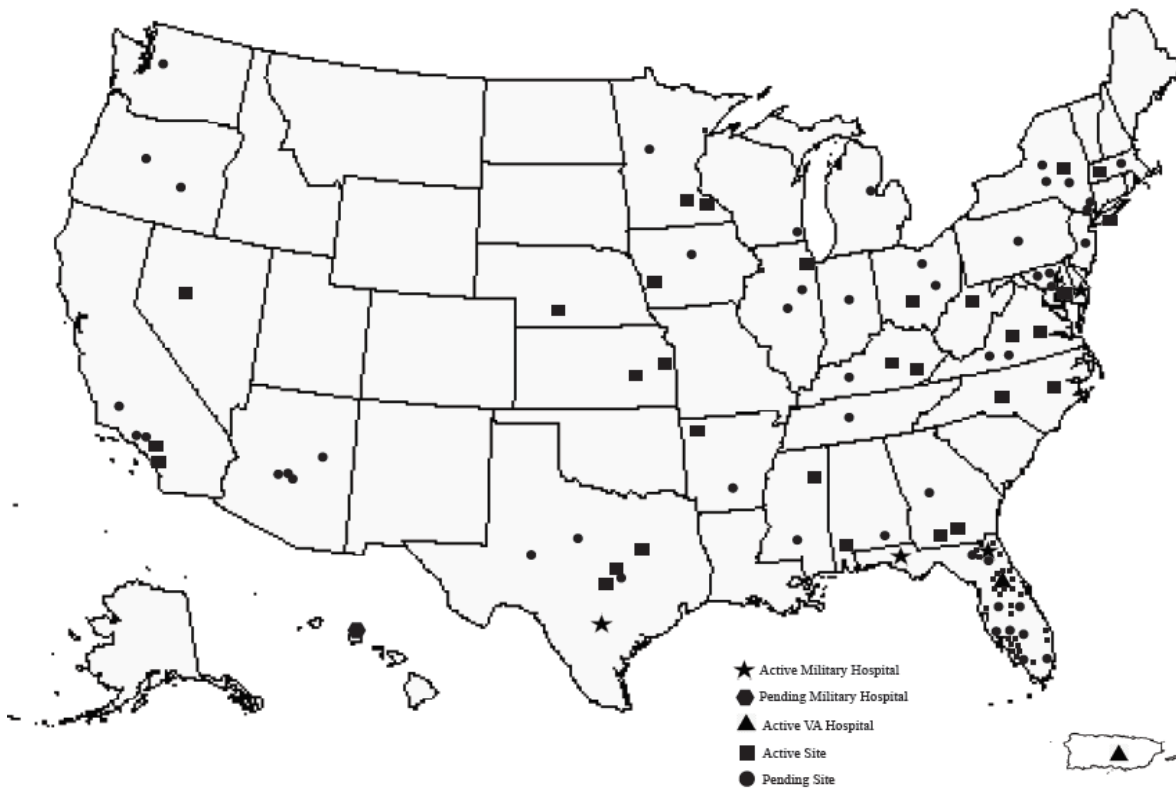 Active Military Hospital
Pending Military Hospital
Active VA Hospital
Active Site
Pending Site